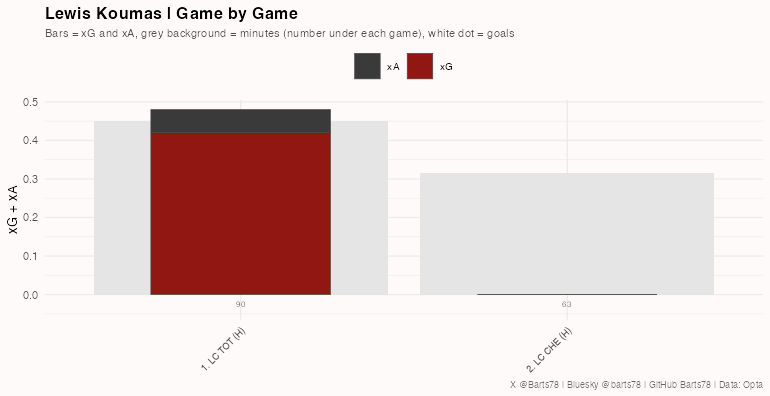 Lewis Koumas | Game by Game
Bars = xG and xA, grey background = minutes (number under each game), white dot = goals
xA xG
0.5
0.4
0.3
0.2
0.1
0.0
xG + xA
90 63
1. LC TOT (H) 2. LC CHE (H)
X @Barts78 | Bluesky @barts78 | GitHub Barts78 | Data: Opta